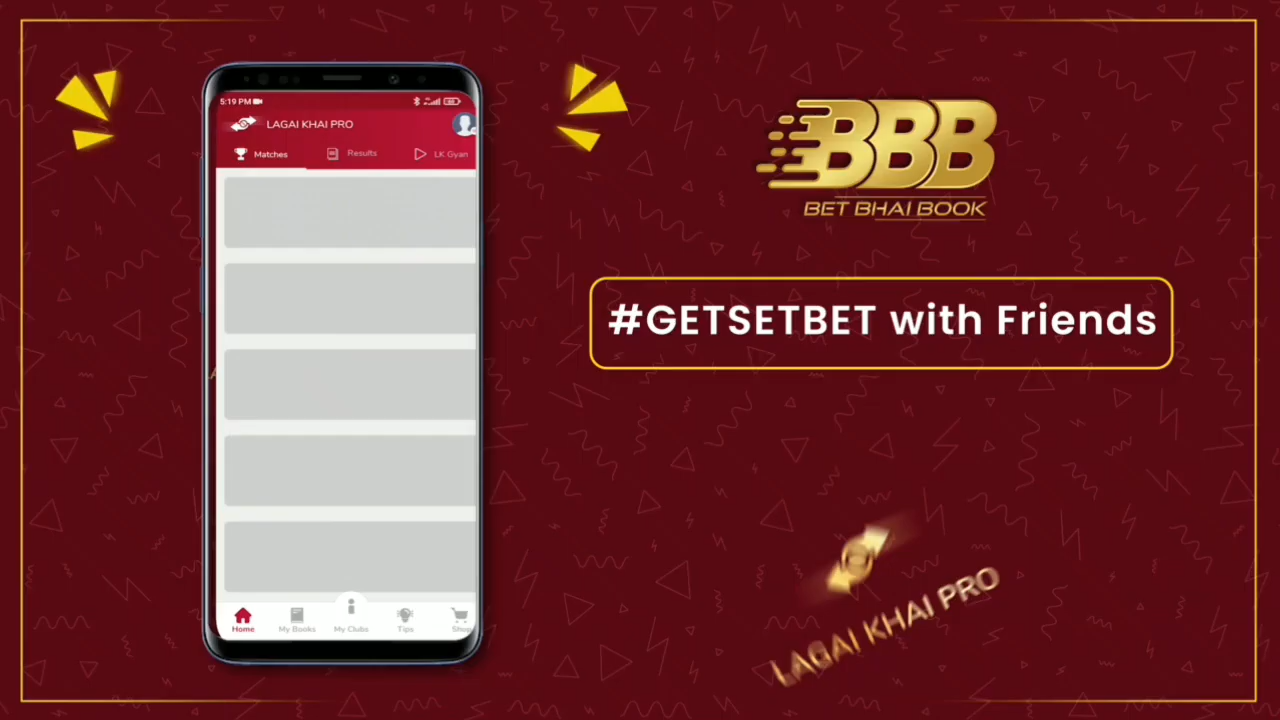 5:19 PM
LAGAI KHAI PRO
Matches
Results
LK Gyan
Home
My Books
My Clubs
Tips
Shop
BBB
BET BHAI BOOK
#GETSETBET with Friends
LAGAI KHAI PRO